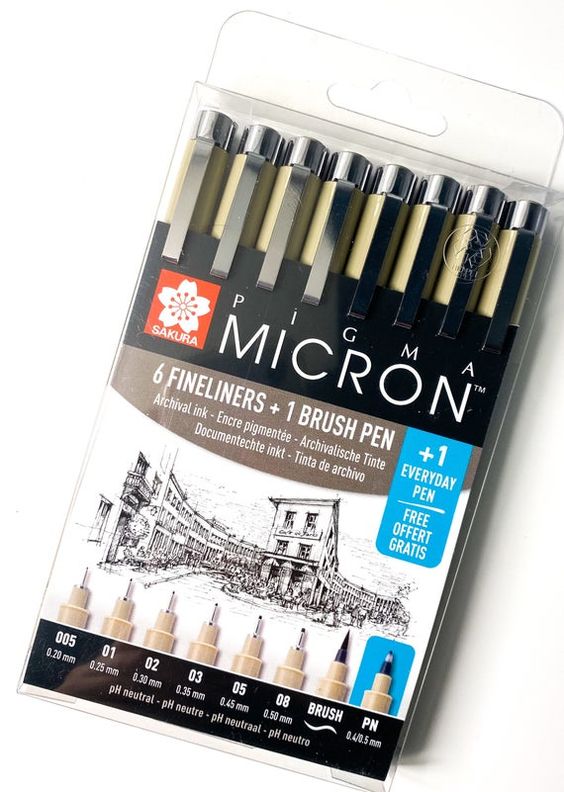 SAKURA
PIGMA
MICRON™
6 FINELINERS + 1 BRUSH PEN
Archival ink - Encre pigmentée - Archivalische Tinte
Documentechte inkt - Tinta de archivo
+1
EVERYDAY
PEN
FREE
OFFERT
GRATIS
005 01 02 03 05 08 BRUSH PN
0.20 mm 0.25 mm 0.30 mm 0.35 mm 0.45 mm 0.50 mm 0.4/0.5 mm
pH neutral - pH neutre - pH neutraal - pH neutro